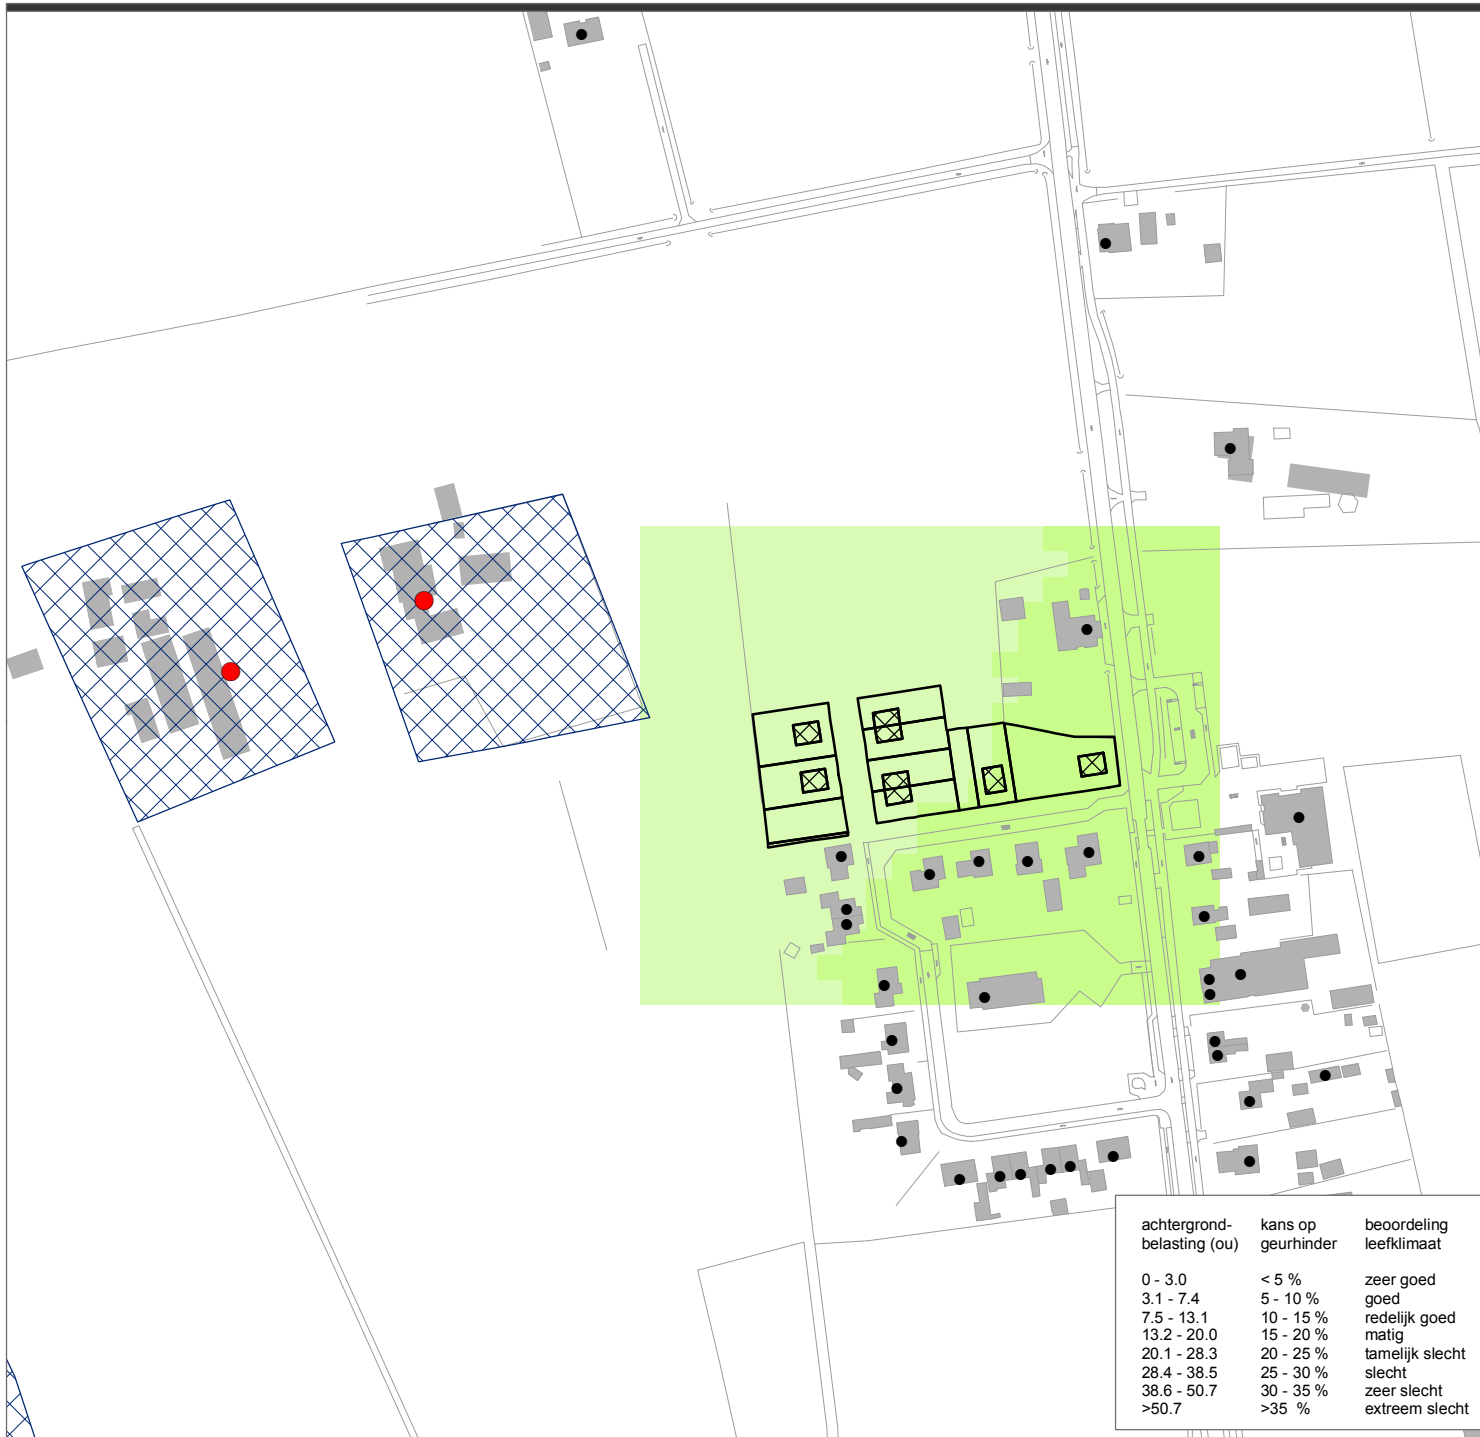 achtergrond- kans op beoordeling
belasting (ou) geurhinder leefklimaat
0 - 3.0 < 5 % zeer goed
3.1 - 7.4 5 - 10 % goed
7.5 - 13.1 10 - 15 % redelijk goed
13.2 - 20.0 15 - 20 % matig
20.1 - 28.3 20 - 25 % tamelijk slecht
28.4 - 38.5 25 - 30 % slecht
38.6 - 50.7 30 - 35 % zeer slecht
>50.7 >35 % extreem slecht